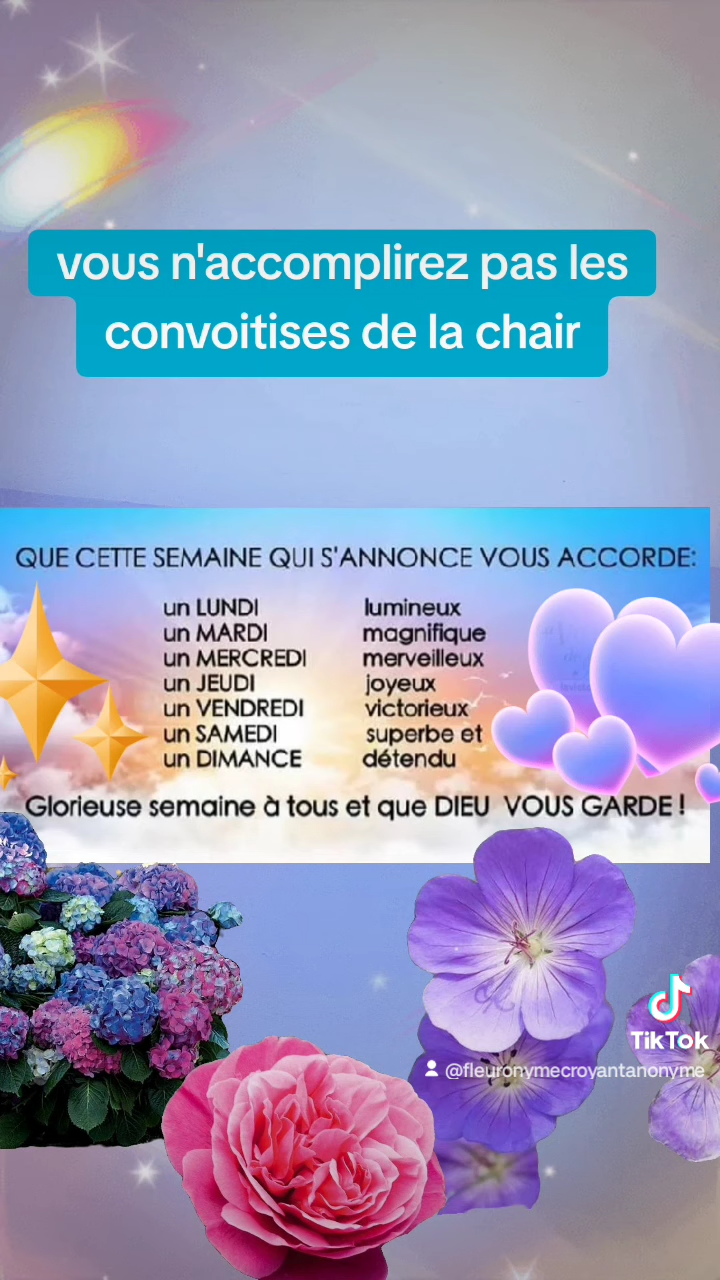 vous n'accomplirez pas les
convoitises de la chair
QUE CETTE SEMAINE QUI S'ANNONCE VOUS ACCORDE:
un LUNDI lumineux
un MARDI magnifique
un MERCREDI merveilleux
un JEUDI joyeux
un VENDREDI victorieux
un SAMEDI superbe et
un DIMANCE détendu
Glorieuse semaine à tous et que DIEU VOUS GARDE !
TikTok
@fleuronymecroyantanonyme